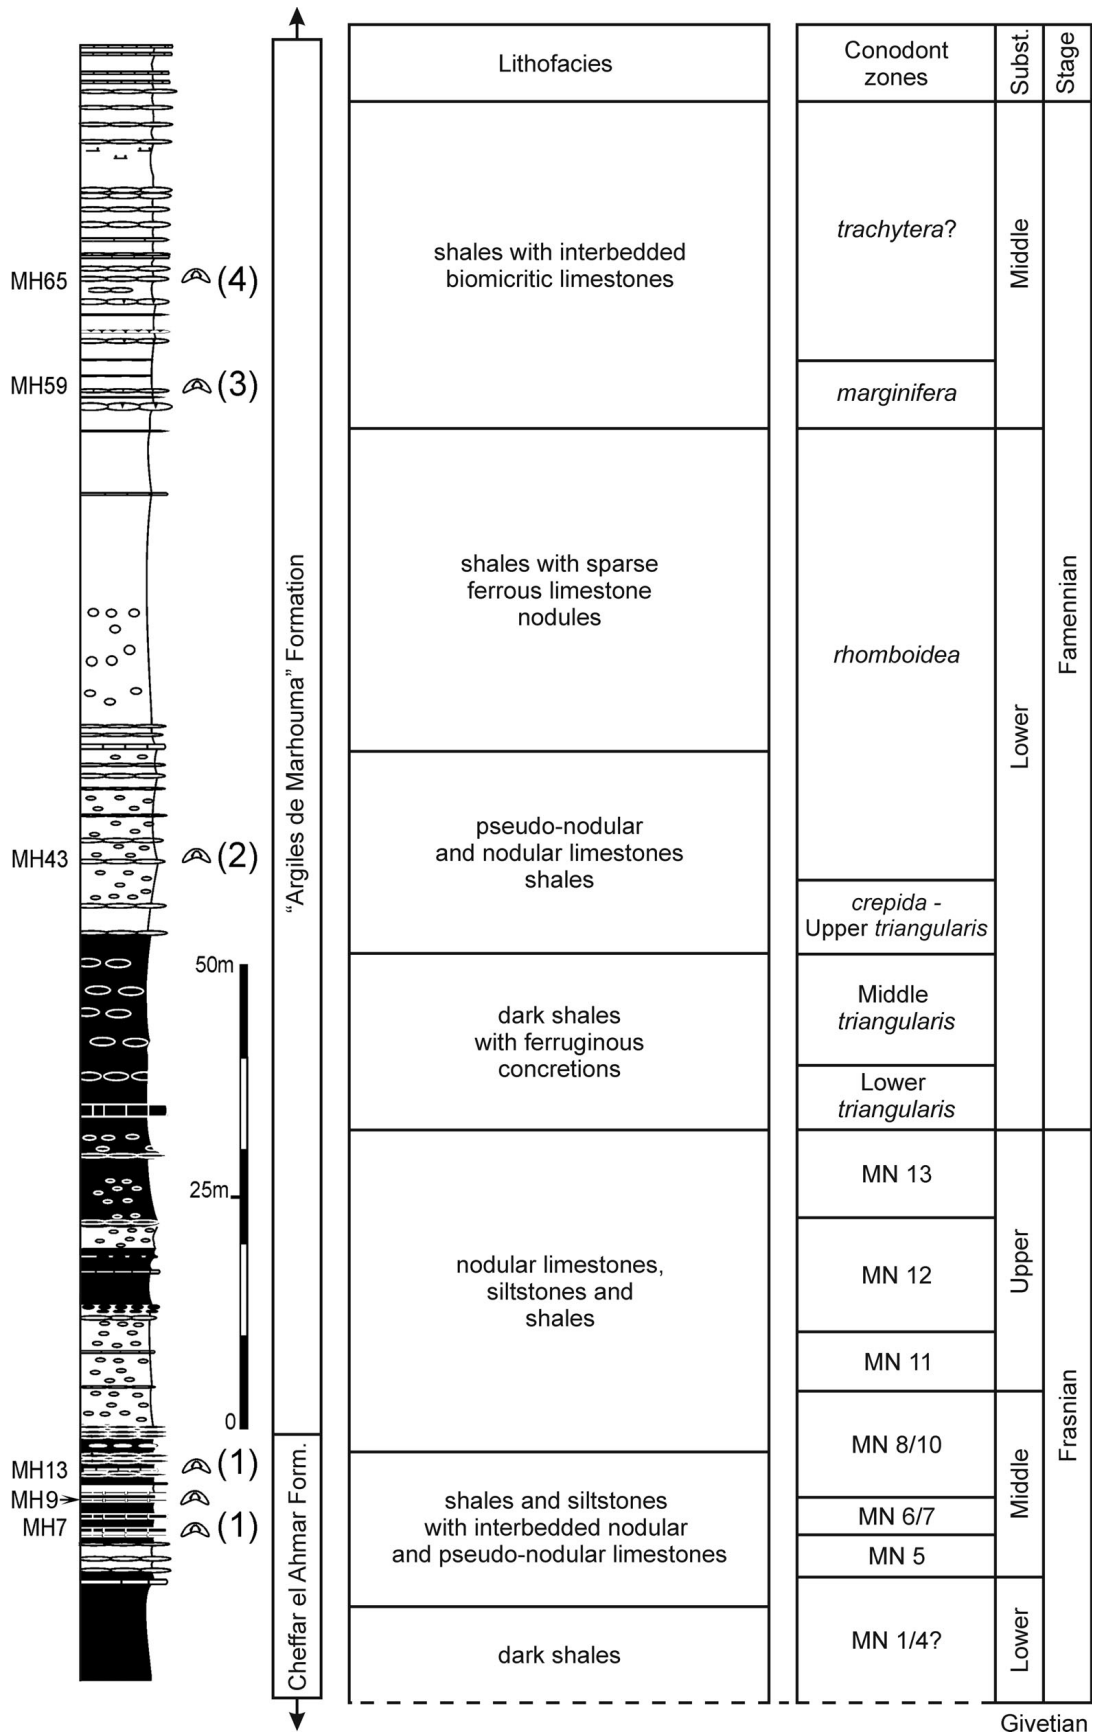 Lithofacies
Conodont
zones
Subst.
Stage
MH65
(4)
MH59
(3)
MH43
(2)
50m
25m
0
MH13
(1)
MH9
MH7
(1)
"Argiles de Marhouma" Formation
Cheffar el Ahmar Form.
shales with interbedded
biomicritic limestones
shales with sparse
ferrous limestone
nodules
pseudo-nodular
and nodular limestones
shales
dark shales
with ferruginous
concretions
nodular limestones,
siltstones and
shales
shales and siltstones
with interbedded nodular
and pseudo-nodular limestones
dark shales
trachytera?
marginifera
rhomboidea
crepida -
Upper triangularis
Middle
triangularis
Lower
triangularis
MN 13
MN 12
MN 11
MN 8/10
MN 6/7
MN 5
MN 1/4?
Middle
Lower
Upper
Middle
Lower
Famennian
Frasnian
Givetian